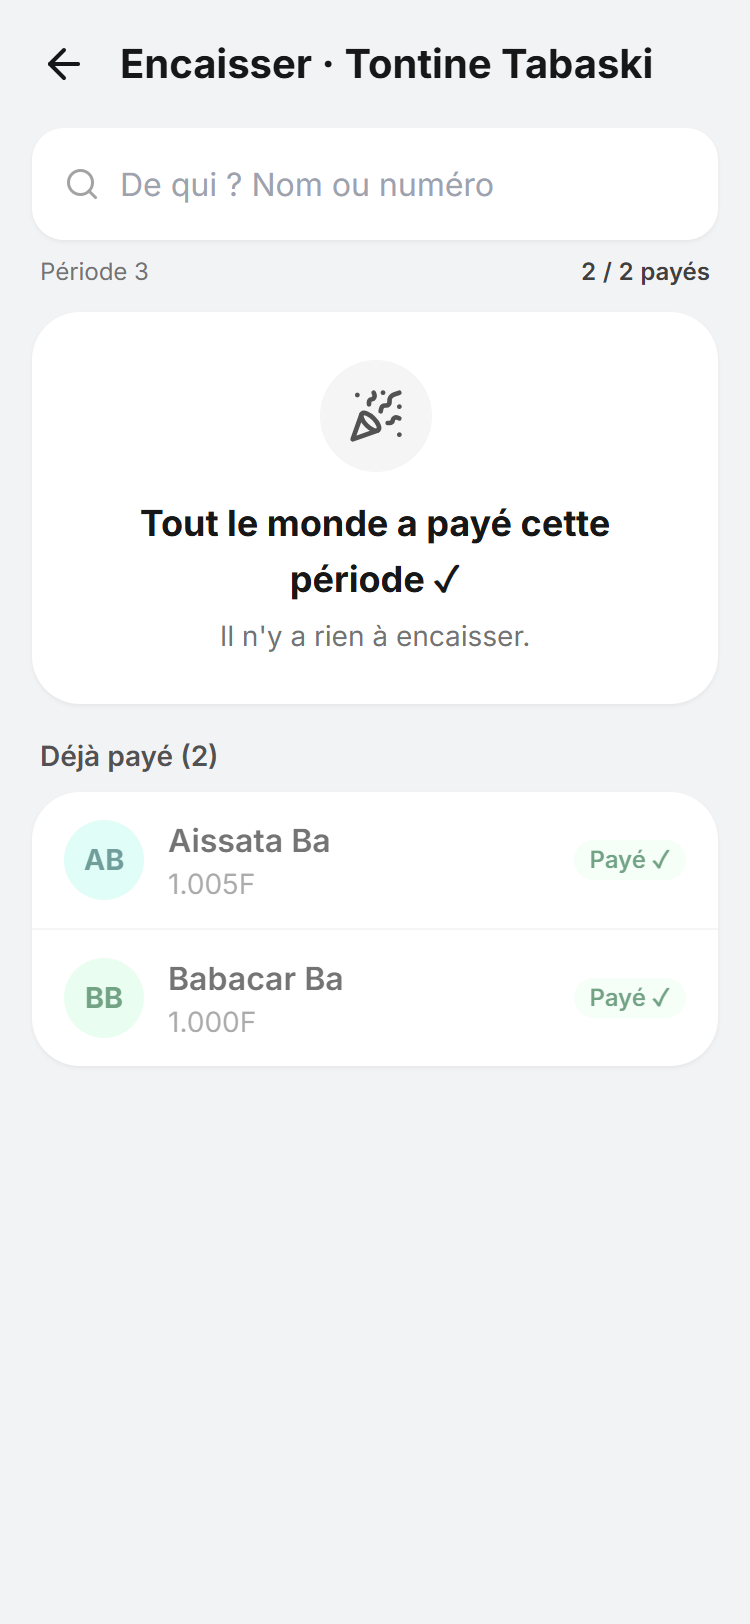 Encaisser · Tontine Tabaski
De qui ? Nom ou numéro
Période 3
2 / 2 payés
Tout le monde a payé cette
période ✓
Il n'y a rien à encaisser.
Déjà payé (2)
AB
Aissata Ba
1.005F
Payé ✓
BB
Babacar Ba
1.000F
Payé ✓